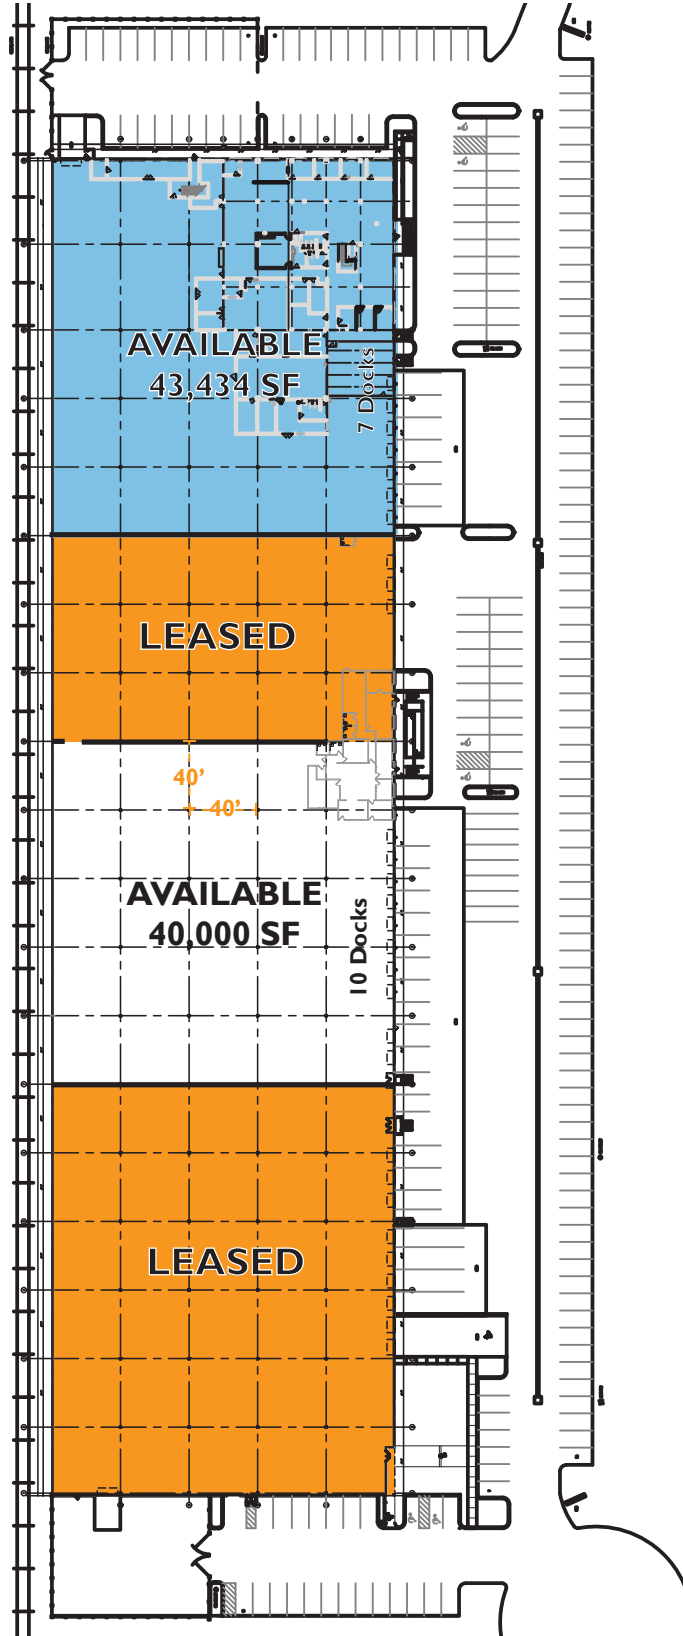 AVAILABLE
43,434 SF
7 Docks
LEASED
40'
40'
AVAILABLE
40,000 SF
10 Docks
LEASED